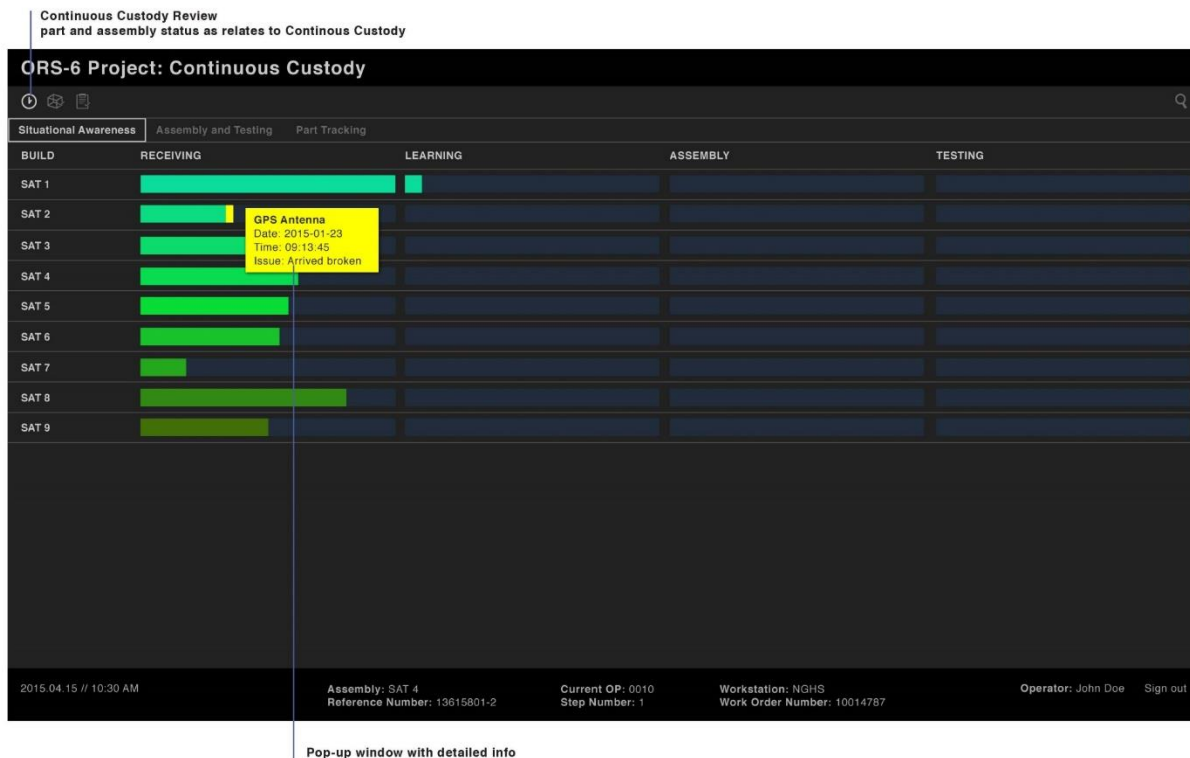 Continuous Custody Review
part and assembly status as relates to Continous Custody
ORS-6 Project: Continuous Custody
Situational Awareness Assembly and Testing Part Tracking
BUILD RECEIVING LEARNING ASSEMBLY TESTING
SAT 1
SAT 2
GPS Antenna
Date: 2015-01-23
Time: 09:13:45
Issue: Arrived broken
SAT 3
SAT 4
SAT 5
SAT 6
SAT 7
SAT 8
SAT 9
2015.04.15 // 10:30 AM
Assembly: SAT 4
Reference Number: 13615801-2
Current OP: 0010
Step Number: 1
Workstation: NGHS
Work Order Number: 10014787
Operator: John Doe Sign out
Pop-up window with detailed info